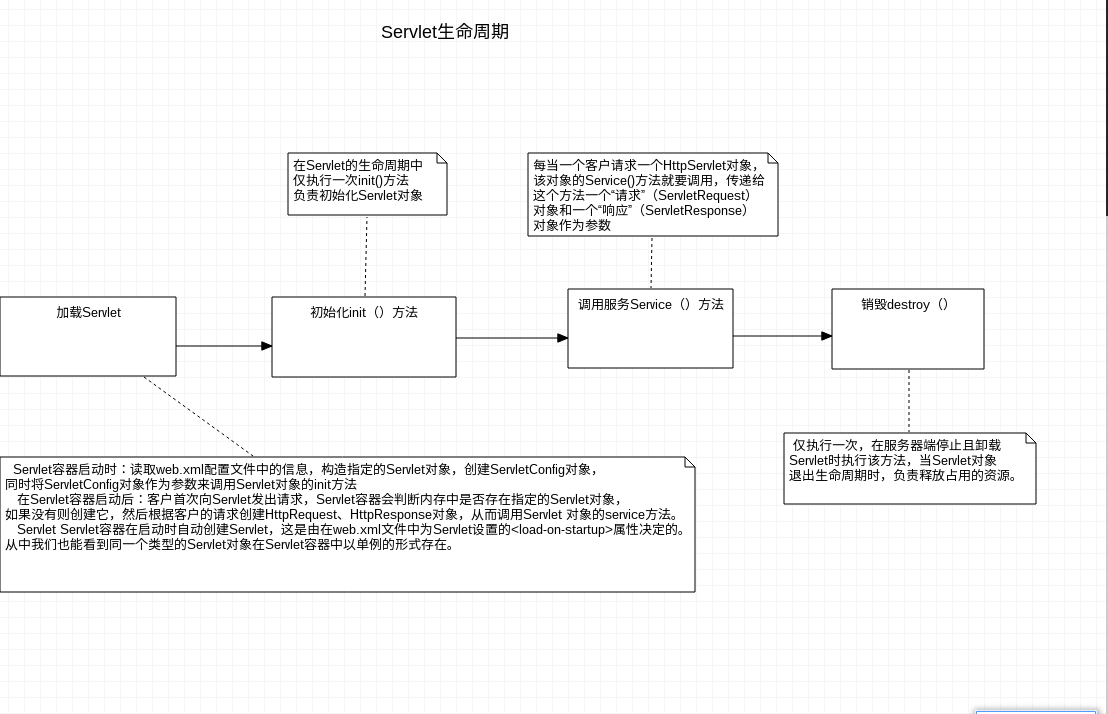 Servlet生命周期
在Servlet的生命周期中
仅执行一次init()方法
负责初始化Servlet对象
每当一个客户请求一个HttpServlet对象，
该对象的Service()方法就要调用，传递给
这个方法一个“请求”（ServletRequest）
对象和一个“响应”（ServletResponse）
对象作为参数
加载Servlet
初始化init（）方法
调用服务Service（）方法
销毁destroy（）
仅执行一次，在服务器端停止且卸载
Servlet时执行该方法，当Servlet对象
退出生命周期时，负责释放占用的资源。
Servlet容器启动时：读取web.xml配置文件中的信息，构造指定的Servlet对象，创建ServletConfig对象，
同时将ServletConfig对象作为参数来调用Servlet对象的init方法
在Servlet容器启动后：客户首次向Servlet发出请求，Servlet容器会判断内存中是否存在指定的Servlet对象，
如果没有则创建它，然后根据客户的请求创建HttpRequest、HttpResponse对象，从而调用Servlet 对象的service方法。
Servlet Servlet容器在启动时自动创建Servlet，这是由在web.xml文件中为Servlet设置的<load-on-startup>属性决定的。
从中我们也能看到同一个类型的Servlet对象在Servlet容器中以单例的形式存在。